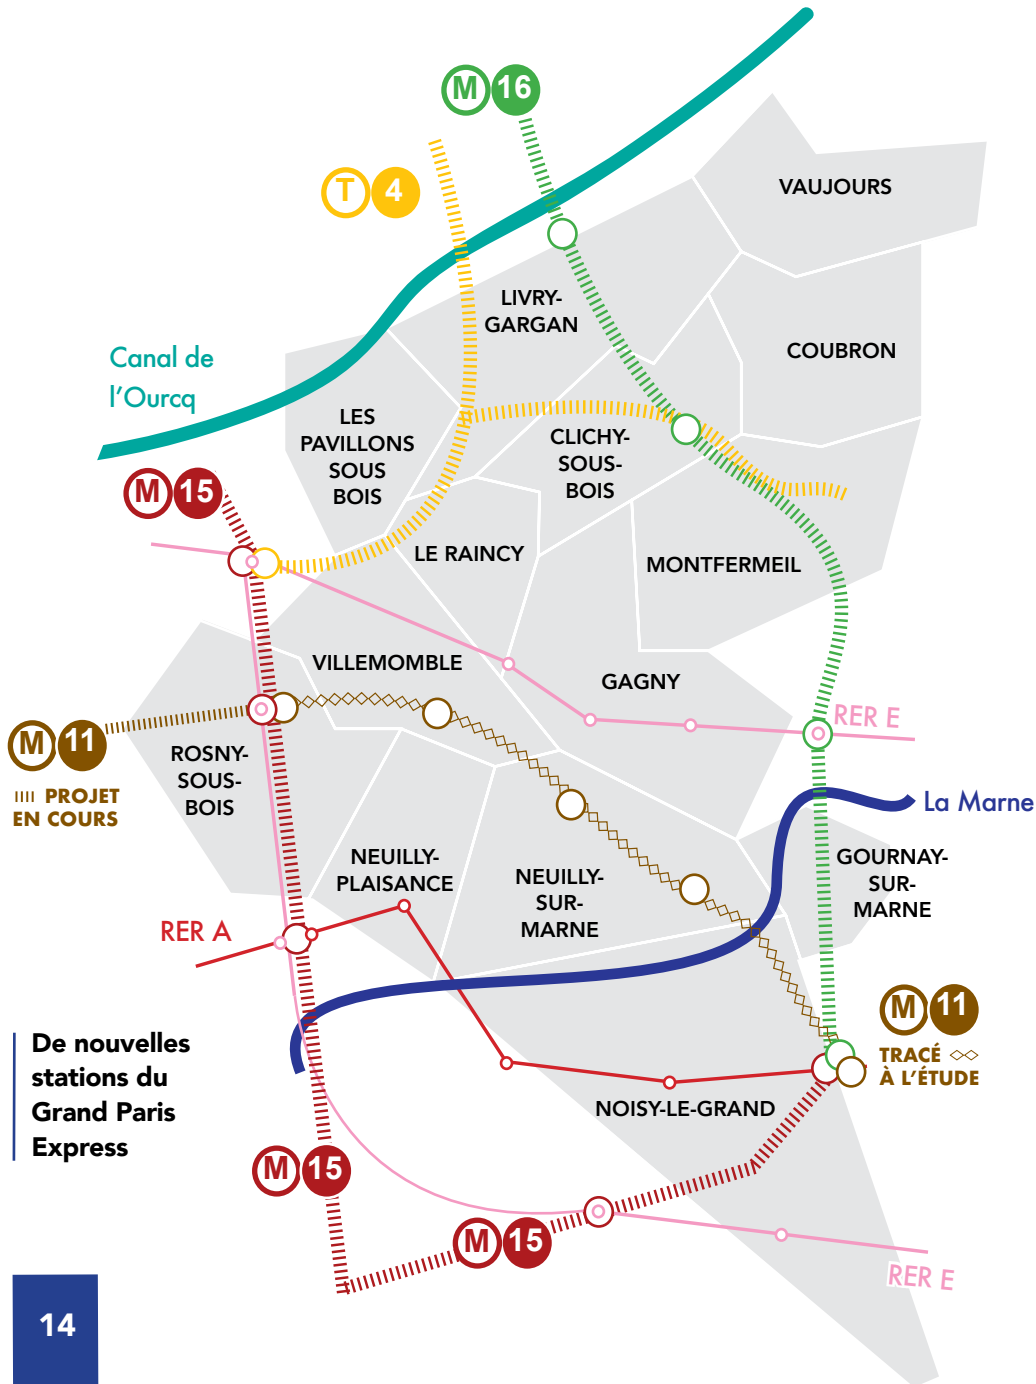 M 16
T 4
VAUJOURS
LIVRY-
GARGAN
COUBRON
Canal de
l'Ourcq
LES
PAVILLONS
SOUS
BOIS
CLICHY-
SOUS-
BOIS
M 15
LE RAINCY
MONTFERMEIL
VILLEMOMBLE
GAGNY
RER E
M 11
PROJET
EN COURS
ROSNY-
SOUS-
BOIS
La Marne
NEUILLY-
PLAISANCE
NEUILLY-
SUR-
MARNE
GOURNAY-
SUR-
MARNE
RER A
M 11
TRACÉ
À L'ÉTUDE
De nouvelles
stations du
Grand Paris
Express
NOISY-LE-GRAND
M 15
M 15
RER E
14